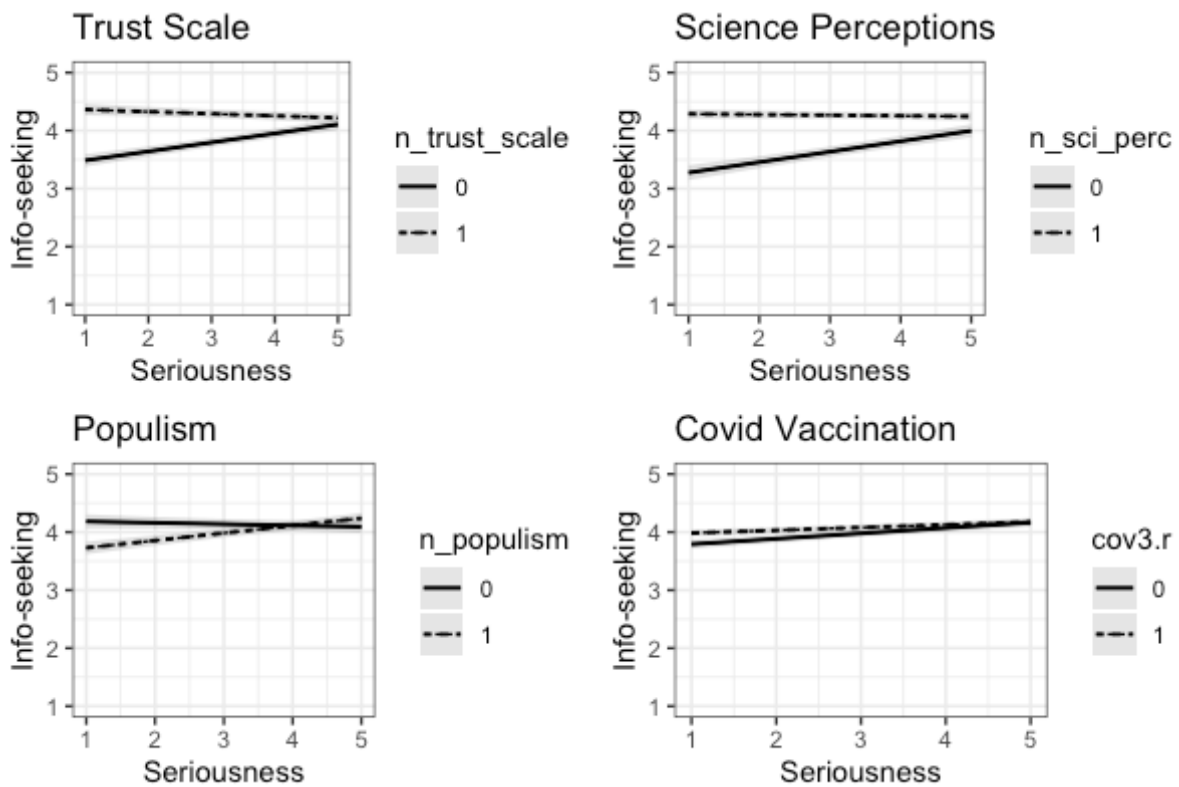 Trust Scale
Info-seeking
5
4
3
2
1
1 2 3 4 5
Seriousness
n_trust_scale
0
1
Science Perceptions
Info-seeking
5
4
3
2
1
1 2 3 4 5
Seriousness
n_sci_perc
0
1
Populism
Info-seeking
5
4
3
2
1
1 2 3 4 5
Seriousness
n_populism
0
1
Covid Vaccination
Info-seeking
5
4
3
2
1
1 2 3 4 5
Seriousness
cov3.r
0
1